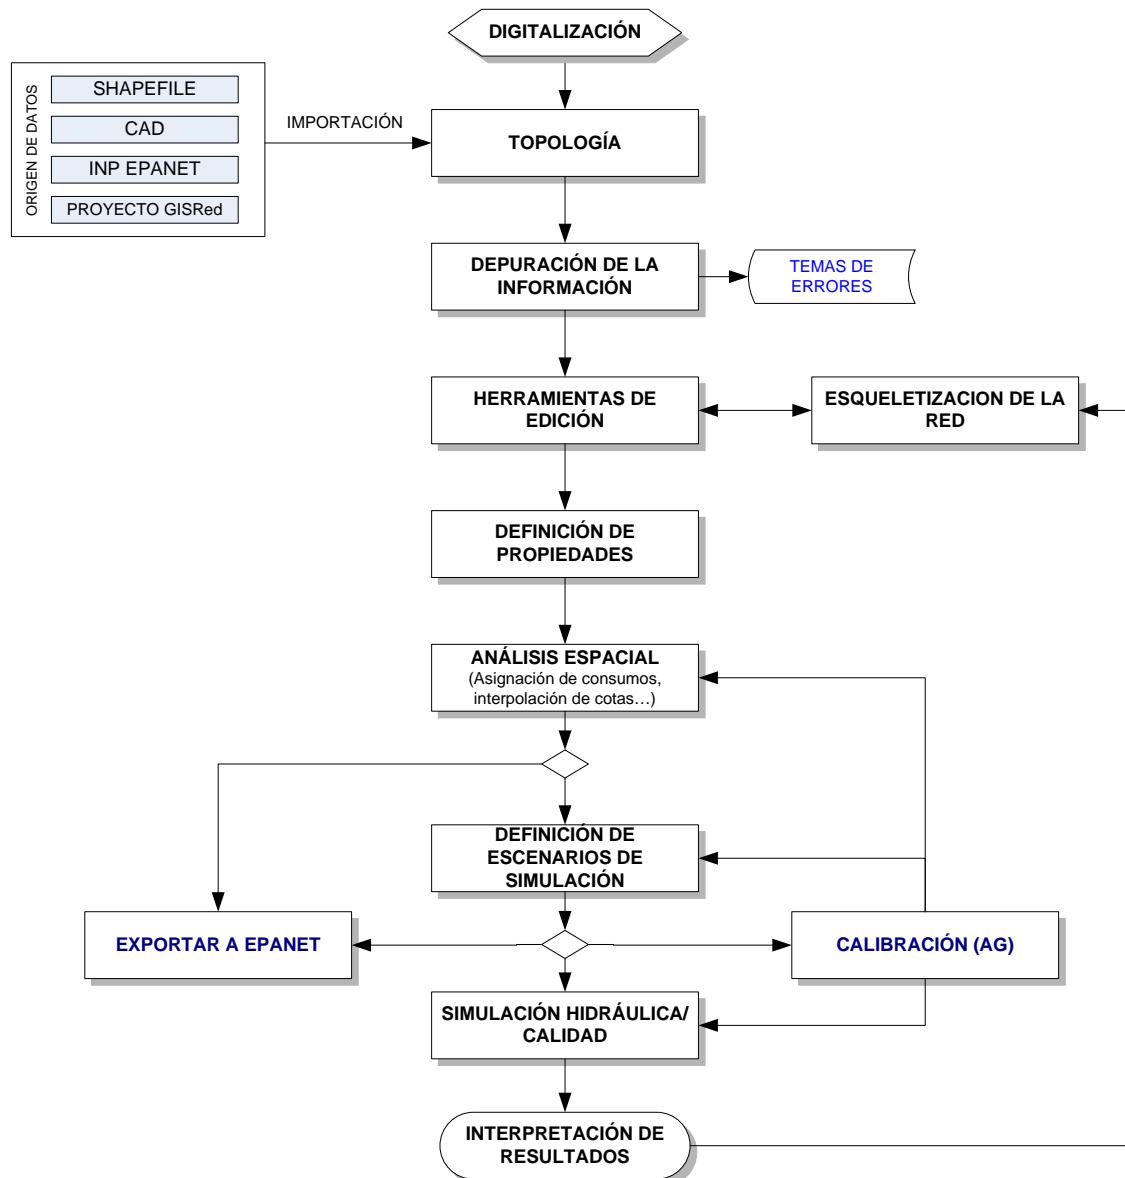 DIGITALIZACIÓN
ORIGEN DE DATOS
SHAPEFILE
CAD
INP EPANET
PROYECTO GISRed
IMPORTACIÓN
TOPOLOGÍA
DEPURACIÓN DE LA
INFORMACIÓN
TEMAS DE
ERRORES
HERRAMIENTAS DE
EDICIÓN
ESQUELETIZACION DE LA
RED
DEFINICIÓN DE
PROPIEDADES
ANÁLISIS ESPACIAL
(Asignación de consumos,
interpolación de cotas…)
DEFINICIÓN DE
ESCENARIOS DE
SIMULACIÓN
EXPORTAR A EPANET
CALIBRACIÓN (AG)
SIMULACIÓN HIDRÁULICA/
CALIDAD
INTERPRETACIÓN DE
RESULTADOS